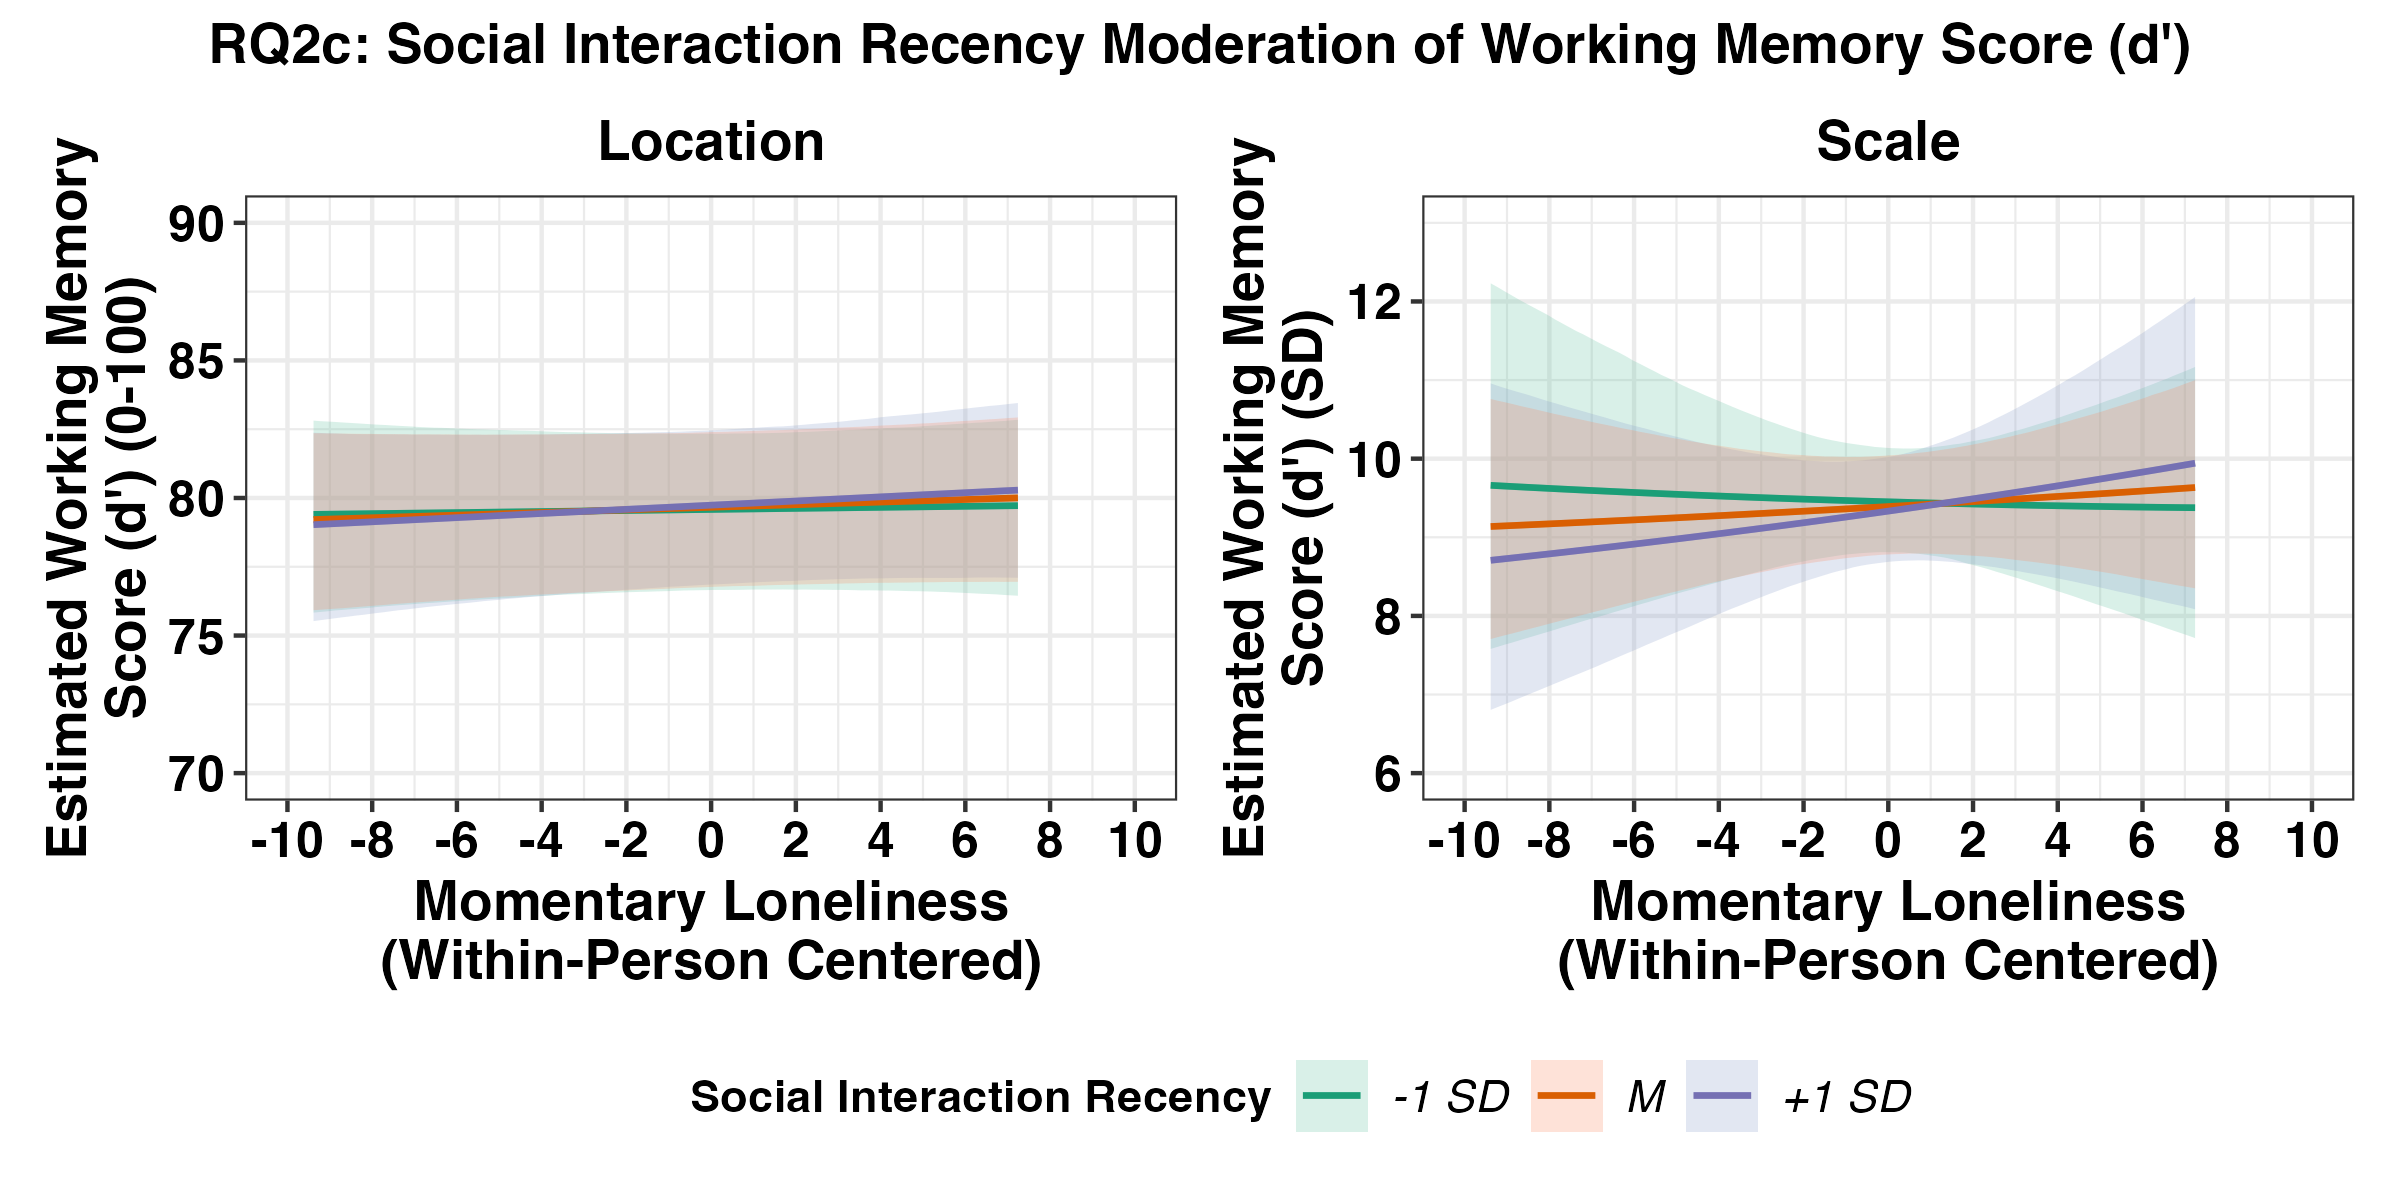 RQ2c: Social Interaction Recency Moderation of Working Memory Score (d')
Location
Estimated Working Memory
Score (d') (0-100)
90
85
80
75
70
-10 -8 -6 -4 -2 0 2 4 6 8 10
Momentary Loneliness
(Within-Person Centered)
Scale
Estimated Working Memory
Score (d') (SD)
12
10
8
6
-10 -8 -6 -4 -2 0 2 4 6 8 10
Momentary Loneliness
(Within-Person Centered)
Social Interaction Recency -1 SD M +1 SD